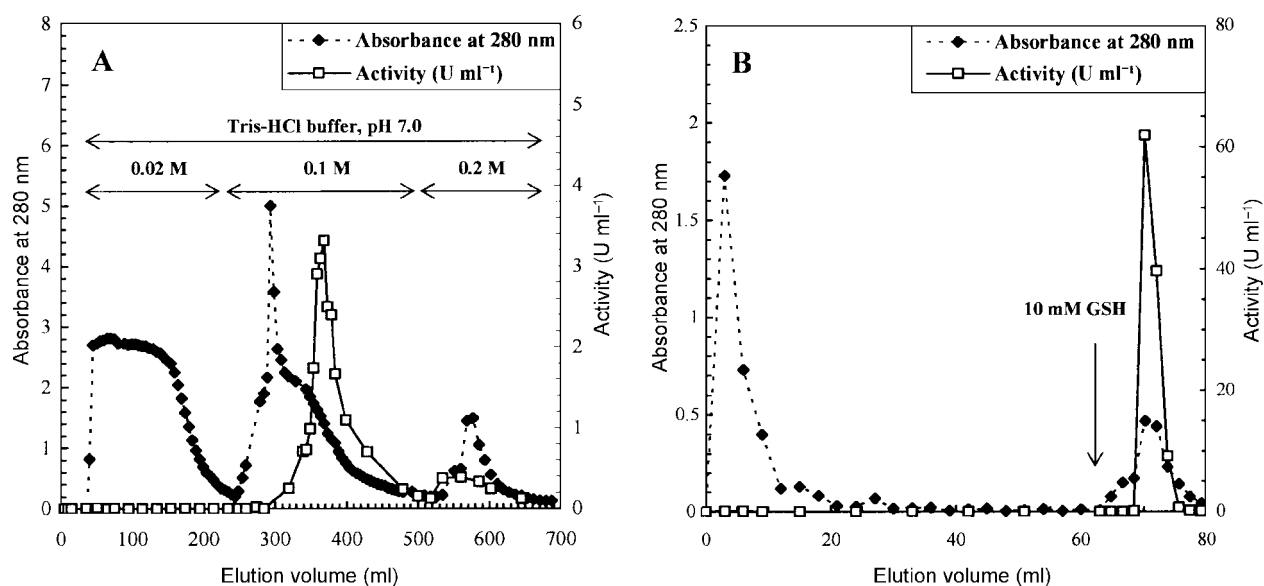 A
Absorbance at 280 nm
Activity (U ml⁻¹)
Tris-HCl buffer, pH 7.0
0.02 M
0.1 M
0.2 M
8
7
6
5
4
3
2
1
0
6
5
4
3
2
1
0
0 100 200 300 400 500 600 700
Absorbance at 280 nm
Activity (U ml⁻¹)
Elution volume (ml)
B
Absorbance at 280 nm
Activity (U ml⁻¹)
10 mM GSH
2.5
2
1.5
1
0.5
0
80
60
40
20
0
0 20 40 60 80
Absorbance at 280 nm
Activity (U ml⁻¹)
Elution volume (ml)